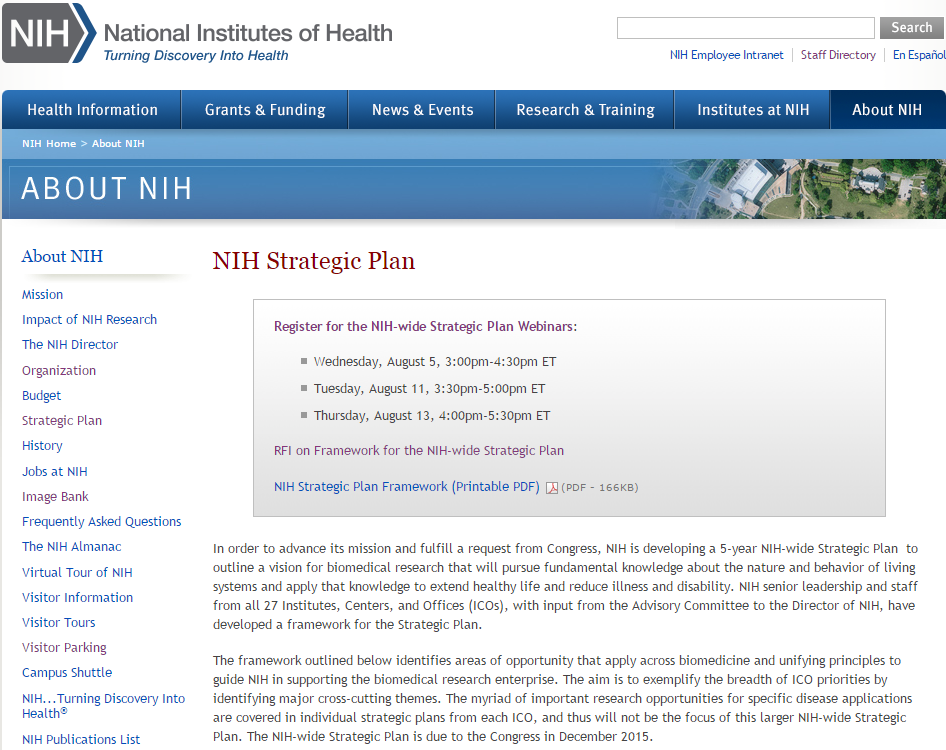 NIH National Institutes of Health
Turning Discovery Into Health
Search
NIH Employee Intranet Staff Directory En Español
Health Information Grants & Funding News & Events Research & Training Institutes at NIH About NIH
NIH Home > About NIH
ABOUT NIH
About NIH
Mission
Impact of NIH Research
The NIH Director
Organization
Budget
Strategic Plan
History
Jobs at NIH
Image Bank
Frequently Asked Questions
The NIH Almanac
Virtual Tour of NIH
Visitor Information
Visitor Tours
Visitor Parking
Campus Shuttle
NIH...Turning Discovery Into
Health®
NIH Publications List
NIH Strategic Plan
Register for the NIH-wide Strategic Plan Webinars:
Wednesday, August 5, 3:00pm-4:30pm ET
Tuesday, August 11, 3:30pm-5:00pm ET
Thursday, August 13, 4:00pm-5:30pm ET
RFI on Framework for the NIH-wide Strategic Plan
NIH Strategic Plan Framework (Printable PDF) (PDF - 166KB)
In order to advance its mission and fulfill a request from Congress, NIH is developing a 5-year NIH-wide Strategic Plan to
outline a vision for biomedical research that will pursue fundamental knowledge about the nature and behavior of living
systems and apply that knowledge to extend healthy life and reduce illness and disability. NIH senior leadership and staff
from all 27 Institutes, Centers, and Offices (ICOs), with input from the Advisory Committee to the Director of NIH, have
developed a framework for the Strategic Plan.
The framework outlined below identifies areas of opportunity that apply across biomedicine and unifying principles to
guide NIH in supporting the biomedical research enterprise. The aim is to exemplify the breadth of ICO priorities by
identifying major cross-cutting themes. The myriad of important research opportunities for specific disease applications
are covered in individual strategic plans from each ICO, and thus will not be the focus of this larger NIH-wide Strategic
Plan. The NIH-wide Strategic Plan is due to the Congress in December 2015.